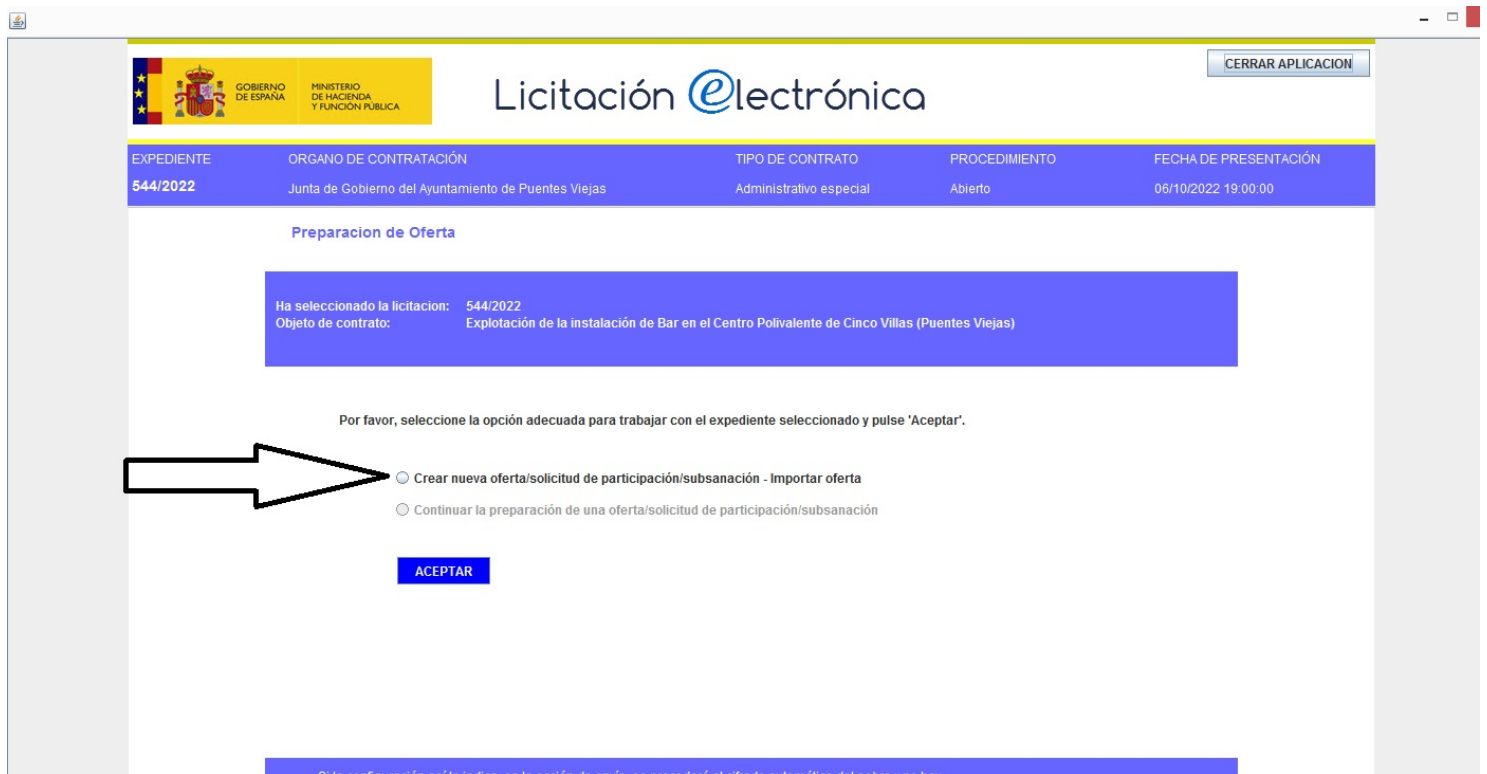 CERRAR APLICACION
GOBIERNO DE ESPAÑA
MINISTERIO DE HACIENDA Y FUNCIÓN PÚBLICA
Licitación electrónica
EXPEDIENTE ORGANO DE CONTRATACIÓN TIPO DE CONTRATO PROCEDIMIENTO FECHA DE PRESENTACIÓN
544/2022 Junta de Gobierno del Ayuntamiento de Puentes Viejas Administrativo especial Abierto 06/10/2022 19:00:00
Preparacion de Oferta
Ha seleccionado la licitacion: 544/2022
Objeto de contrato: Explotación de la instalación de Bar en el Centro Polivalente de Cinco Villas (Puentes Viejas)
Por favor, seleccione la opción adecuada para trabajar con el expediente seleccionado y pulse 'Aceptar'.
Crear nueva oferta/solicitud de participación/subsanación - Importar oferta
Continuar la preparación de una oferta/solicitud de participación/subsanación
ACEPTAR